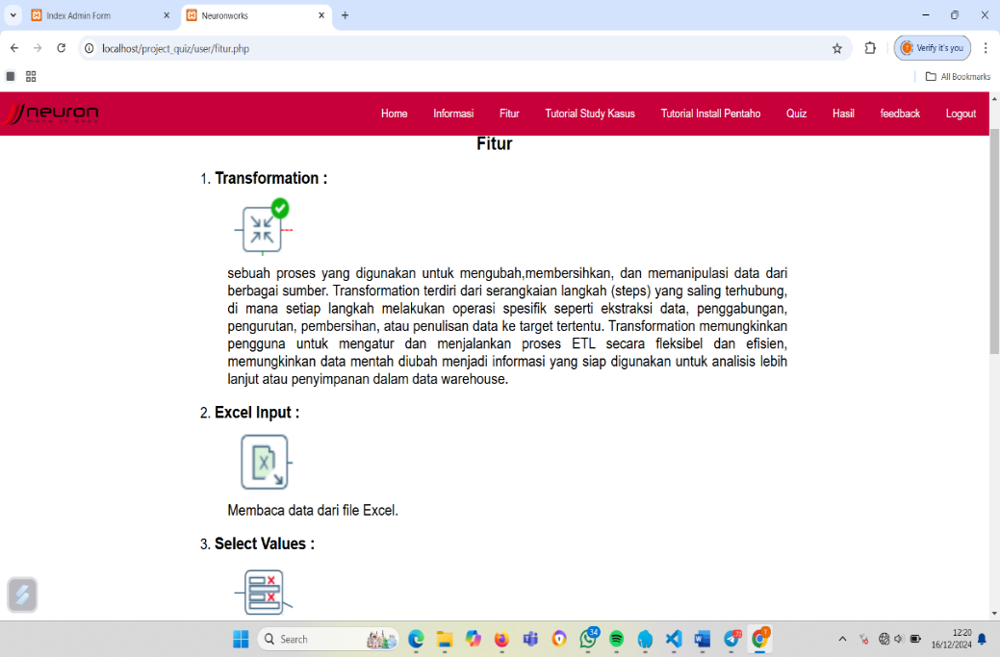 Index Admin Form
Neuronworks
localhost/project_quiz/user/fitur.php
Verify it's you
All Bookmarks
neuron
Home Informasi Fitur Tutorial Study Kasus Tutorial Install Pentaho Quiz Hasil feedback Logout
Fitur
1. Transformation :
sebuah proses yang digunakan untuk mengubah,membersihkan, dan memanipulasi data dari
berbagai sumber. Transformation terdiri dari serangkaian langkah (steps) yang saling terhubung,
di mana setiap langkah melakukan operasi spesifik seperti ekstraksi data, penggabungan,
pengurutan, pembersihan, atau penulisan data ke target tertentu. Transformation memungkinkan
pengguna untuk mengatur dan menjalankan proses ETL secara fleksibel dan efisien,
memungkinkan data mentah diubah menjadi informasi yang siap digunakan untuk analisis lebih
lanjut atau penyimpanan dalam data warehouse.
2. Excel Input :
X
Membaca data dari file Excel.
3. Select Values :
Search
34
12:20
16/12/2024